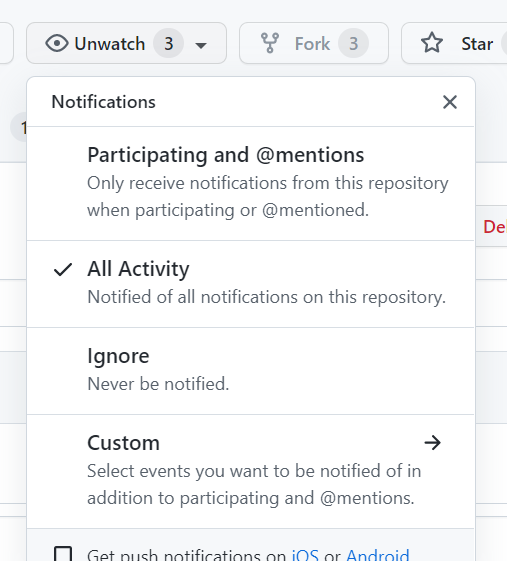 Unwatch 3 Fork 3 Star
Notifications
1
Participating and @mentions
Only receive notifications from this repository
when participating or @mentioned.
De
All Activity
Notified of all notifications on this repository.
Ignore
Never be notified.
Custom
Select events you want to be notified of in
addition to participating and @mentions.
Get push notifications on iOS or Android